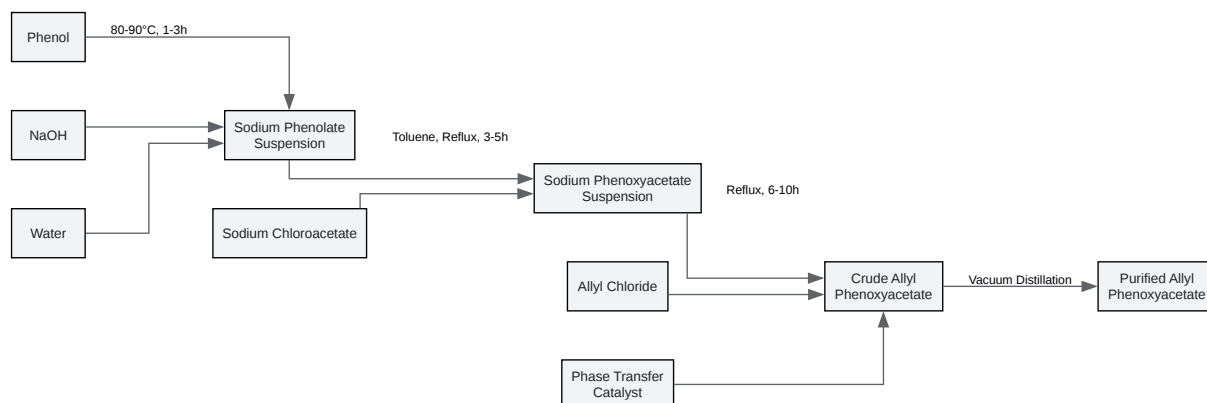 Phenol
80-90°C, 1-3h
NaOH
Sodium Phenolate
Suspension
Toluene, Reflux, 3-5h
Water
Sodium Chloroacetate
Sodium Phenoxyacetate
Suspension
Reflux, 6-10h
Allyl Chloride
Crude Allyl
Phenoxyacetate
Vacuum Distillation
Purified Allyl
Phenoxyacetate
Phase Transfer
Catalyst